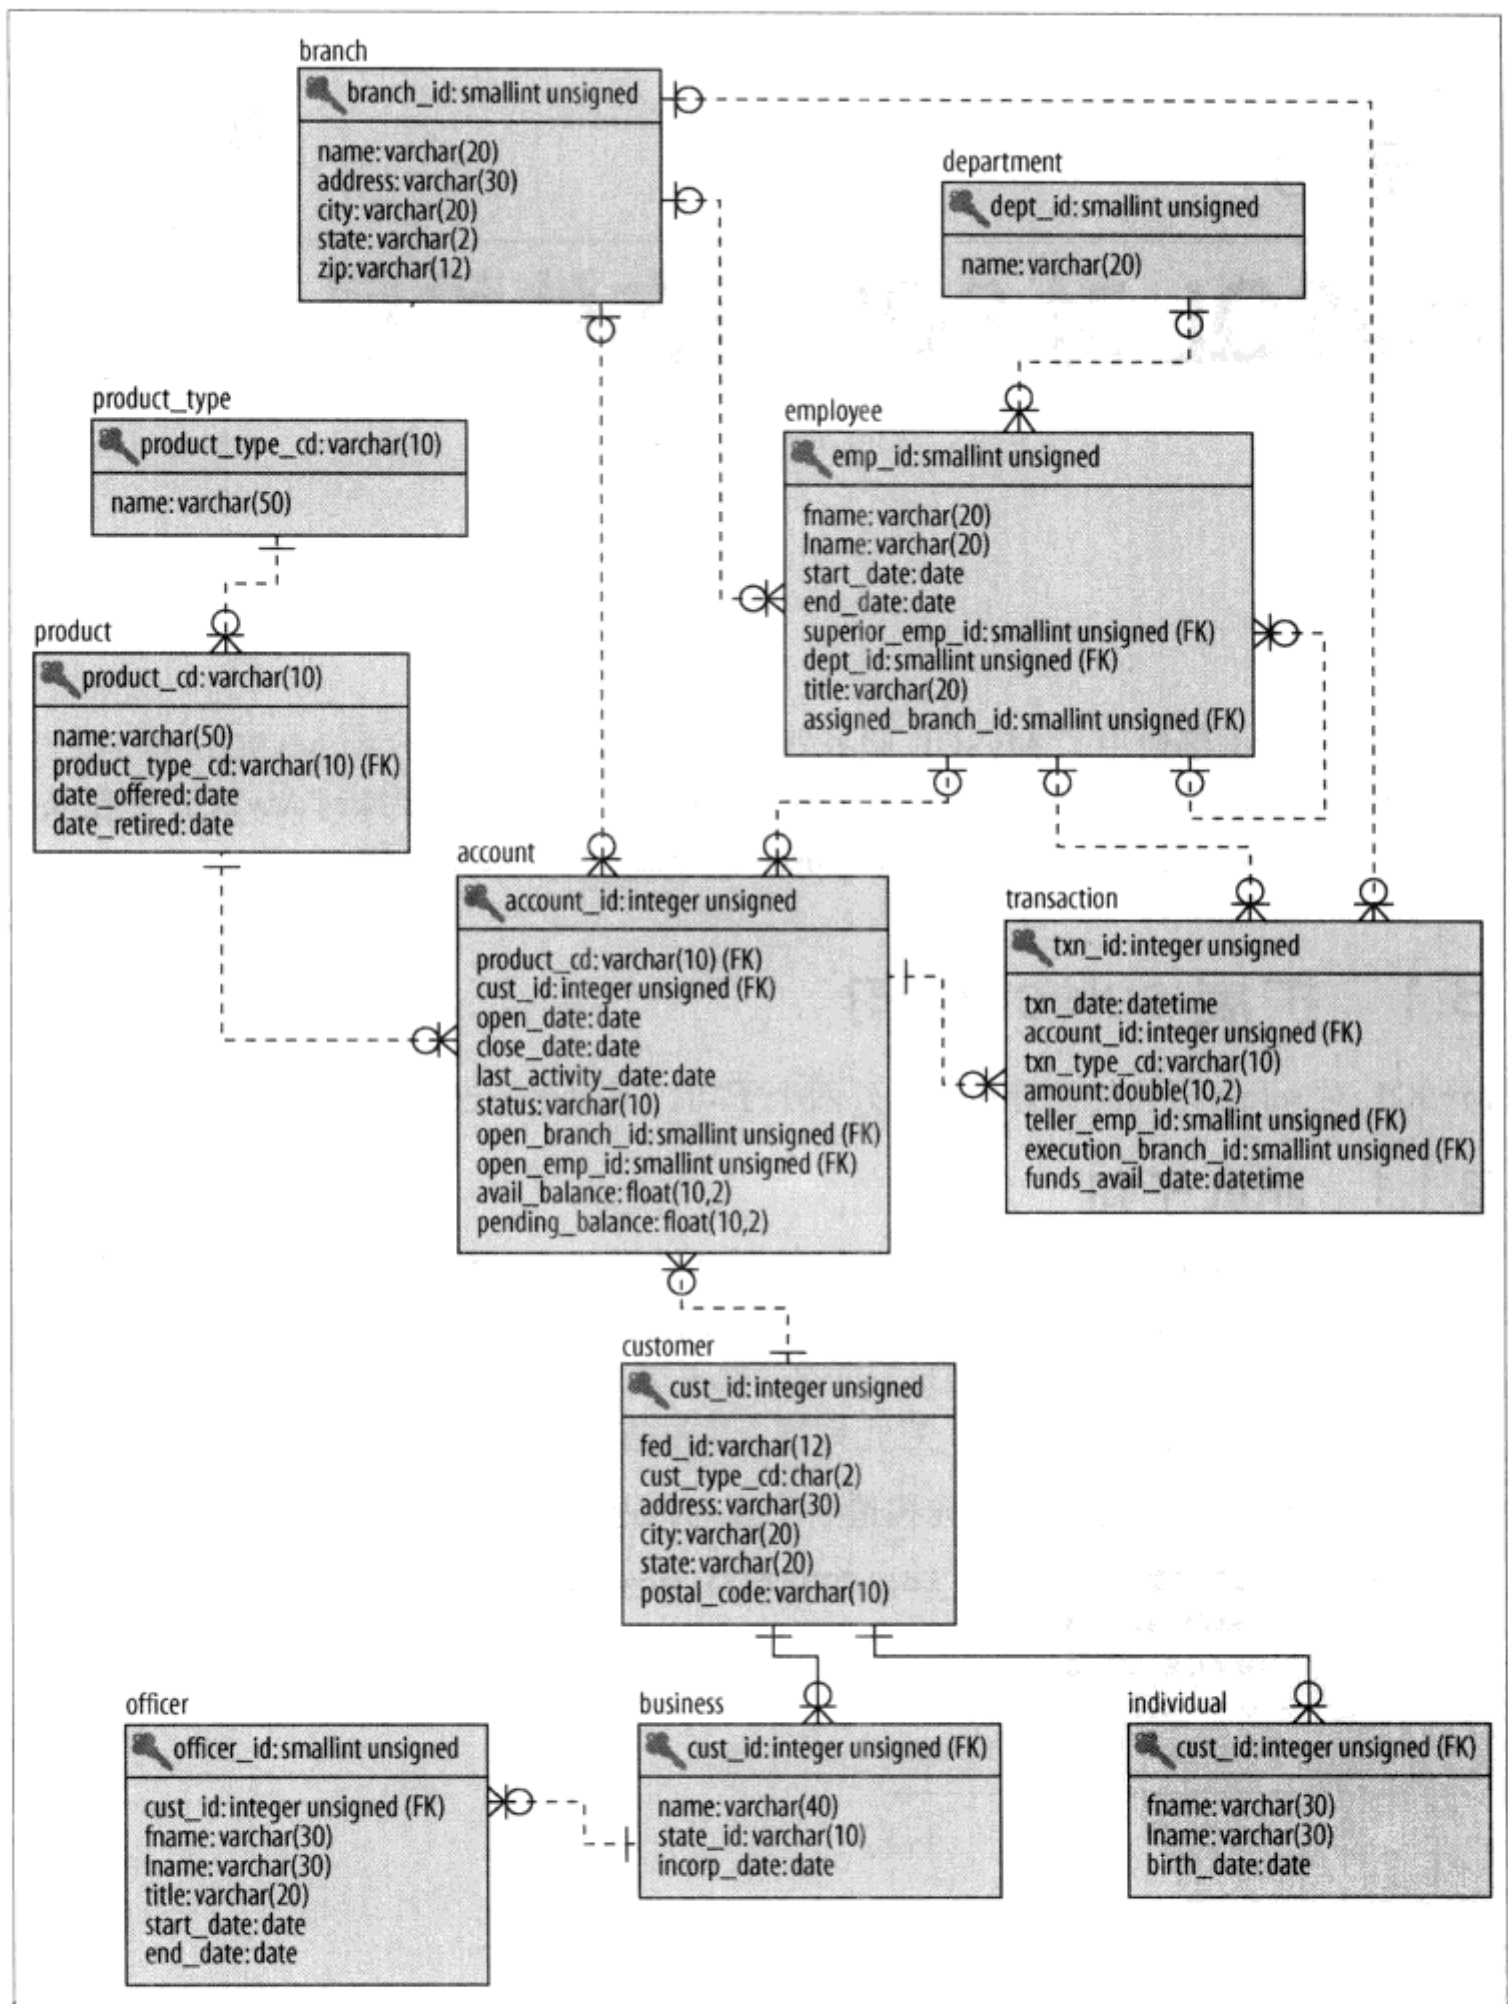 branch
branch_id: smallint unsigned
name: varchar(20)
address: varchar(30)
city: varchar(20)
state: varchar(2)
zip: varchar(12)
department
dept_id: smallint unsigned
name: varchar(20)
product_type
product_type_cd: varchar(10)
name: varchar(50)
employee
emp_id: smallint unsigned
fname: varchar(20)
lname: varchar(20)
start_date: date
end_date: date
superior_emp_id: smallint unsigned (FK)
dept_id: smallint unsigned (FK)
title: varchar(20)
assigned_branch_id: smallint unsigned (FK)
product
product_cd: varchar(10)
name: varchar(50)
product_type_cd: varchar(10) (FK)
date_offered: date
date_retired: date
account
account_id: integer unsigned
product_cd: varchar(10) (FK)
cust_id: integer unsigned (FK)
open_date: date
close_date: date
last_activity_date: date
status: varchar(10)
open_branch_id: smallint unsigned (FK)
open_emp_id: smallint unsigned (FK)
avail_balance: float(10,2)
pending_balance: float(10,2)
transaction
txn_id: integer unsigned
txn_date: datetime
account_id: integer unsigned (FK)
txn_type_cd: varchar(10)
amount: double(10,2)
teller_emp_id: smallint unsigned (FK)
execution_branch_id: smallint unsigned (FK)
funds_avail_date: datetime
customer
cust_id: integer unsigned
fed_id: varchar(12)
cust_type_cd: char(2)
address: varchar(30)
city: varchar(20)
state: varchar(20)
postal_code: varchar(10)
officer
officer_id: smallint unsigned
cust_id: integer unsigned (FK)
fname: varchar(30)
lname: varchar(30)
title: varchar(20)
start_date: date
end_date: date
business
cust_id: integer unsigned (FK)
name: varchar(40)
state_id: varchar(10)
incorp_date: date
individual
cust_id: integer unsigned (FK)
fname: varchar(30)
lname: varchar(30)
birth_date: date